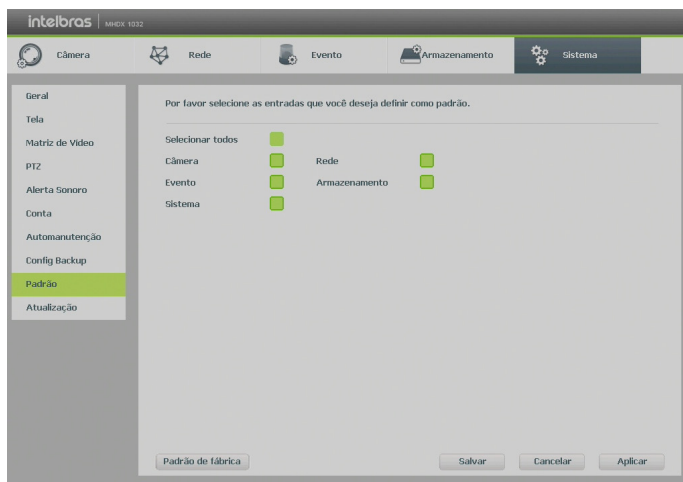 intelbras MHDX 1032
Câmera Rede Evento Armazenamento Sistema
Geral
Tela
Matriz de Vídeo
PTZ
Alerta Sonoro
Conta
Automanutenção
Config Backup
Padrão
Atualização
Por favor selecione as entradas que você deseja definir como padrão.
Selecionar todos
Câmera Rede
Evento Armazenamento
Sistema
Padrão de fábrica Salvar Cancelar Aplicar